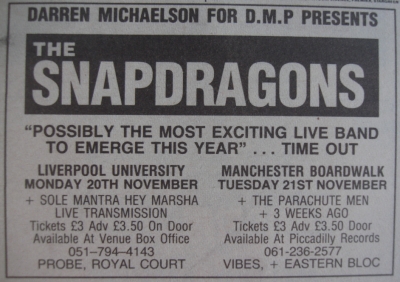 DARREN MICHAELSON FOR D.M.P PRESENTS
THE
SNAPDRAGONS
“POSSIBLY THE MOST EXCITING LIVE BAND
TO EMERGE THIS YEAR” . . . TIME OUT
LIVERPOOL UNIVERSITY
MONDAY 20TH NOVEMBER
+ SOLE MANTRA HEY MARSHA
LIVE TRANSMISSION
Tickets £3 Adv £3.50 On Door
Available At Venue Box Office
051–794–4143
PROBE, ROYAL COURT
MANCHESTER BOARDWALK
TUESDAY 21ST NOVEMBER
+ THE PARACHUTE MEN
+ 3 WEEKS AGO
Tickets £3 Adv £3.50 On Door
Available At Piccadilly Records
061-236-2577
VIBES, + EASTERN BLOC